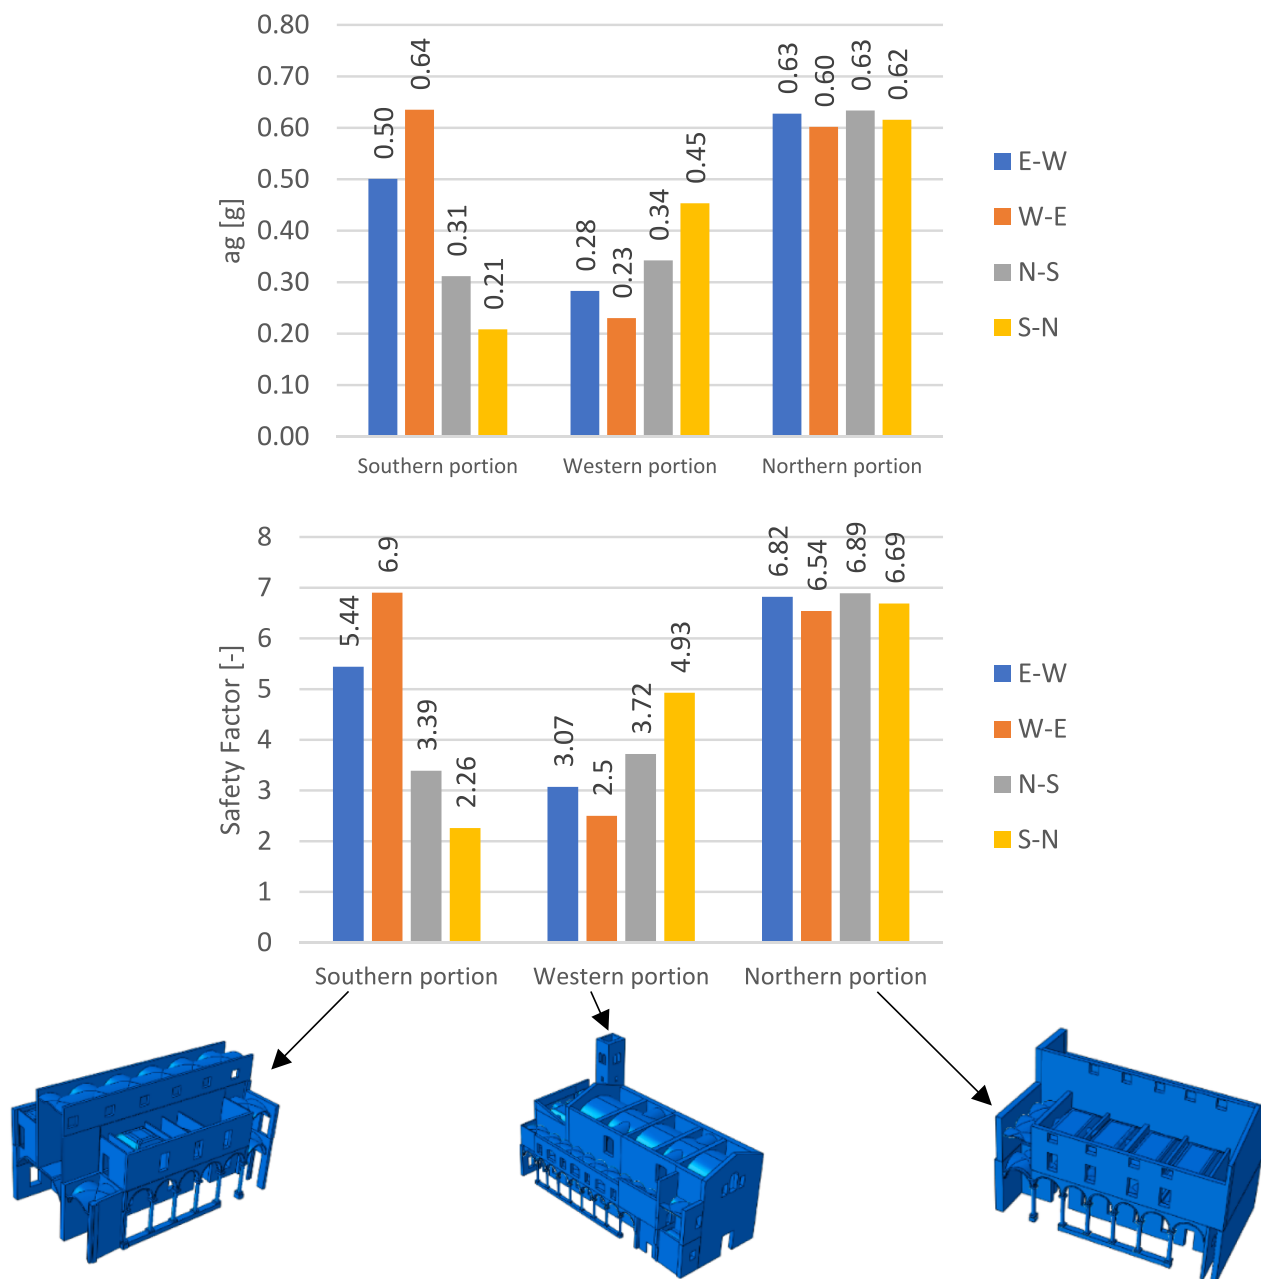 0.80
0.70
0.60
0.50
0.40
0.30
0.20
0.10
0.00
ag [g]
0.50
0.64
0.31
0.21
0.28
0.23
0.34
0.45
0.63
0.60
0.63
0.62
Southern portion
Western portion
Northern portion
E-W
W-E
N-S
S-N
8
7
6
5
4
3
2
1
0
Safety Factor [-]
5.44
6.9
3.39
2.26
3.07
2.5
3.72
4.93
6.82
6.54
6.89
6.69
Southern portion
Western portion
Northern portion
E-W
W-E
N-S
S-N